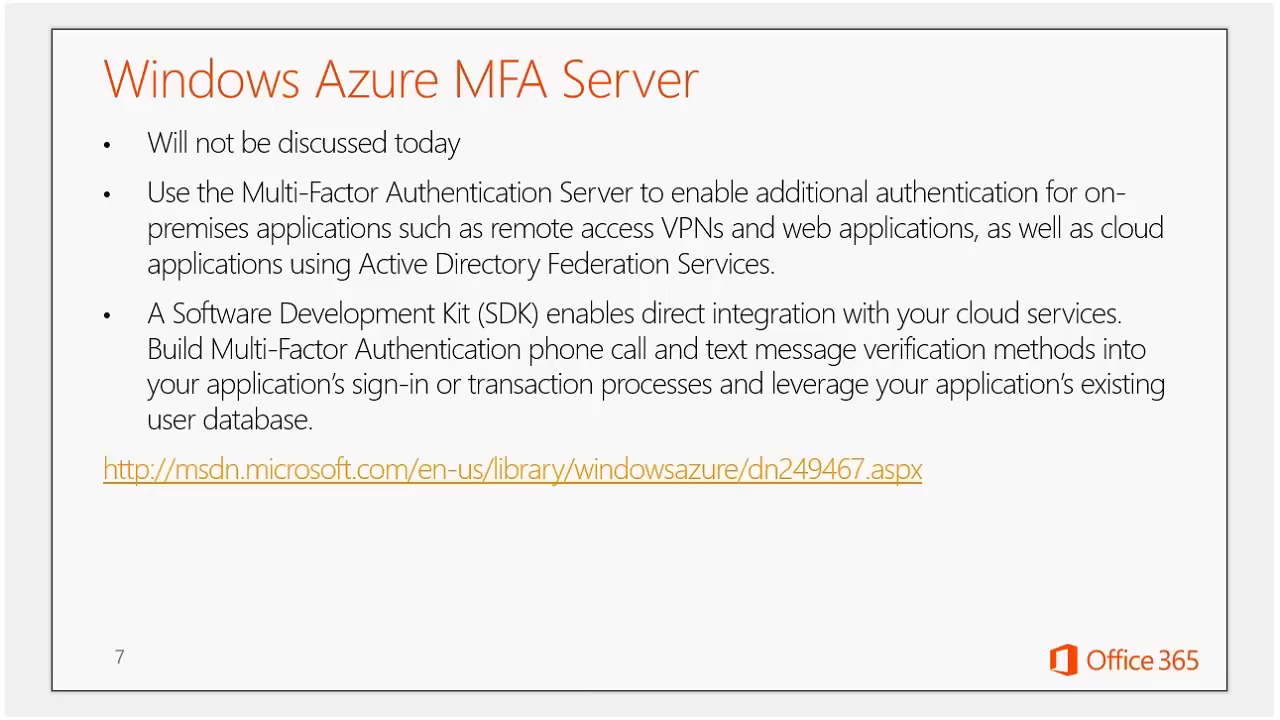 Windows Azure MFA Server
• Will not be discussed today
• Use the Multi-Factor Authentication Server to enable additional authentication for on-
premises applications such as remote access VPNs and web applications, as well as cloud
applications using Active Directory Federation Services.
• A Software Development Kit (SDK) enables direct integration with your cloud services.
Build Multi-Factor Authentication phone call and text message verification methods into
your application’s sign-in or transaction processes and leverage your application’s existing
user database.
http://msdn.microsoft.com/en-us/library/windowsazure/dn249467.aspx
7
Office 365